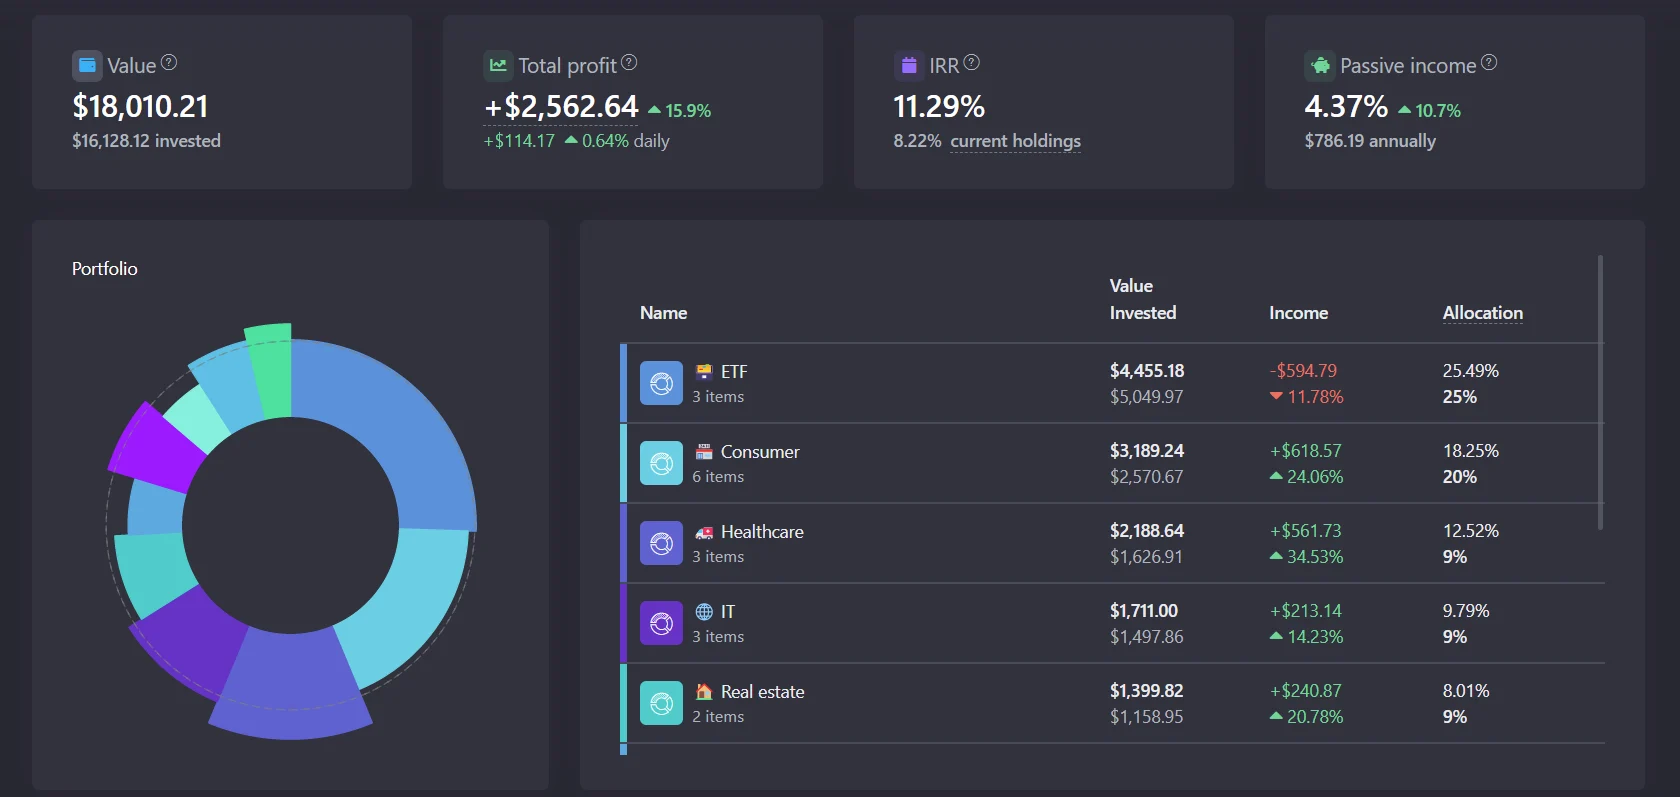 Value ?
$18,010.21
$16,128.12 invested
Total profit ?
+$2,562.64 ▲ 15.9%
+$114.17 ▲ 0.64% daily
IRR ?
11.29%
8.22% current holdings
Passive income ?
4.37% ▲ 10.7%
$786.19 annually
Portfolio
Name
Value
Invested
Income
Allocation
ETF
3 items
$4,455.18
$5,049.97
-$594.79
▼ 11.78%
25.49%
25%
Consumer
6 items
$3,189.24
$2,570.67
+$618.57
▲ 24.06%
18.25%
20%
Healthcare
3 items
$2,188.64
$1,626.91
+$561.73
▲ 34.53%
12.52%
9%
IT
3 items
$1,711.00
$1,497.86
+$213.14
▲ 14.23%
9.79%
9%
Real estate
2 items
$1,399.82
$1,158.95
+$240.87
▲ 20.78%
8.01%
9%